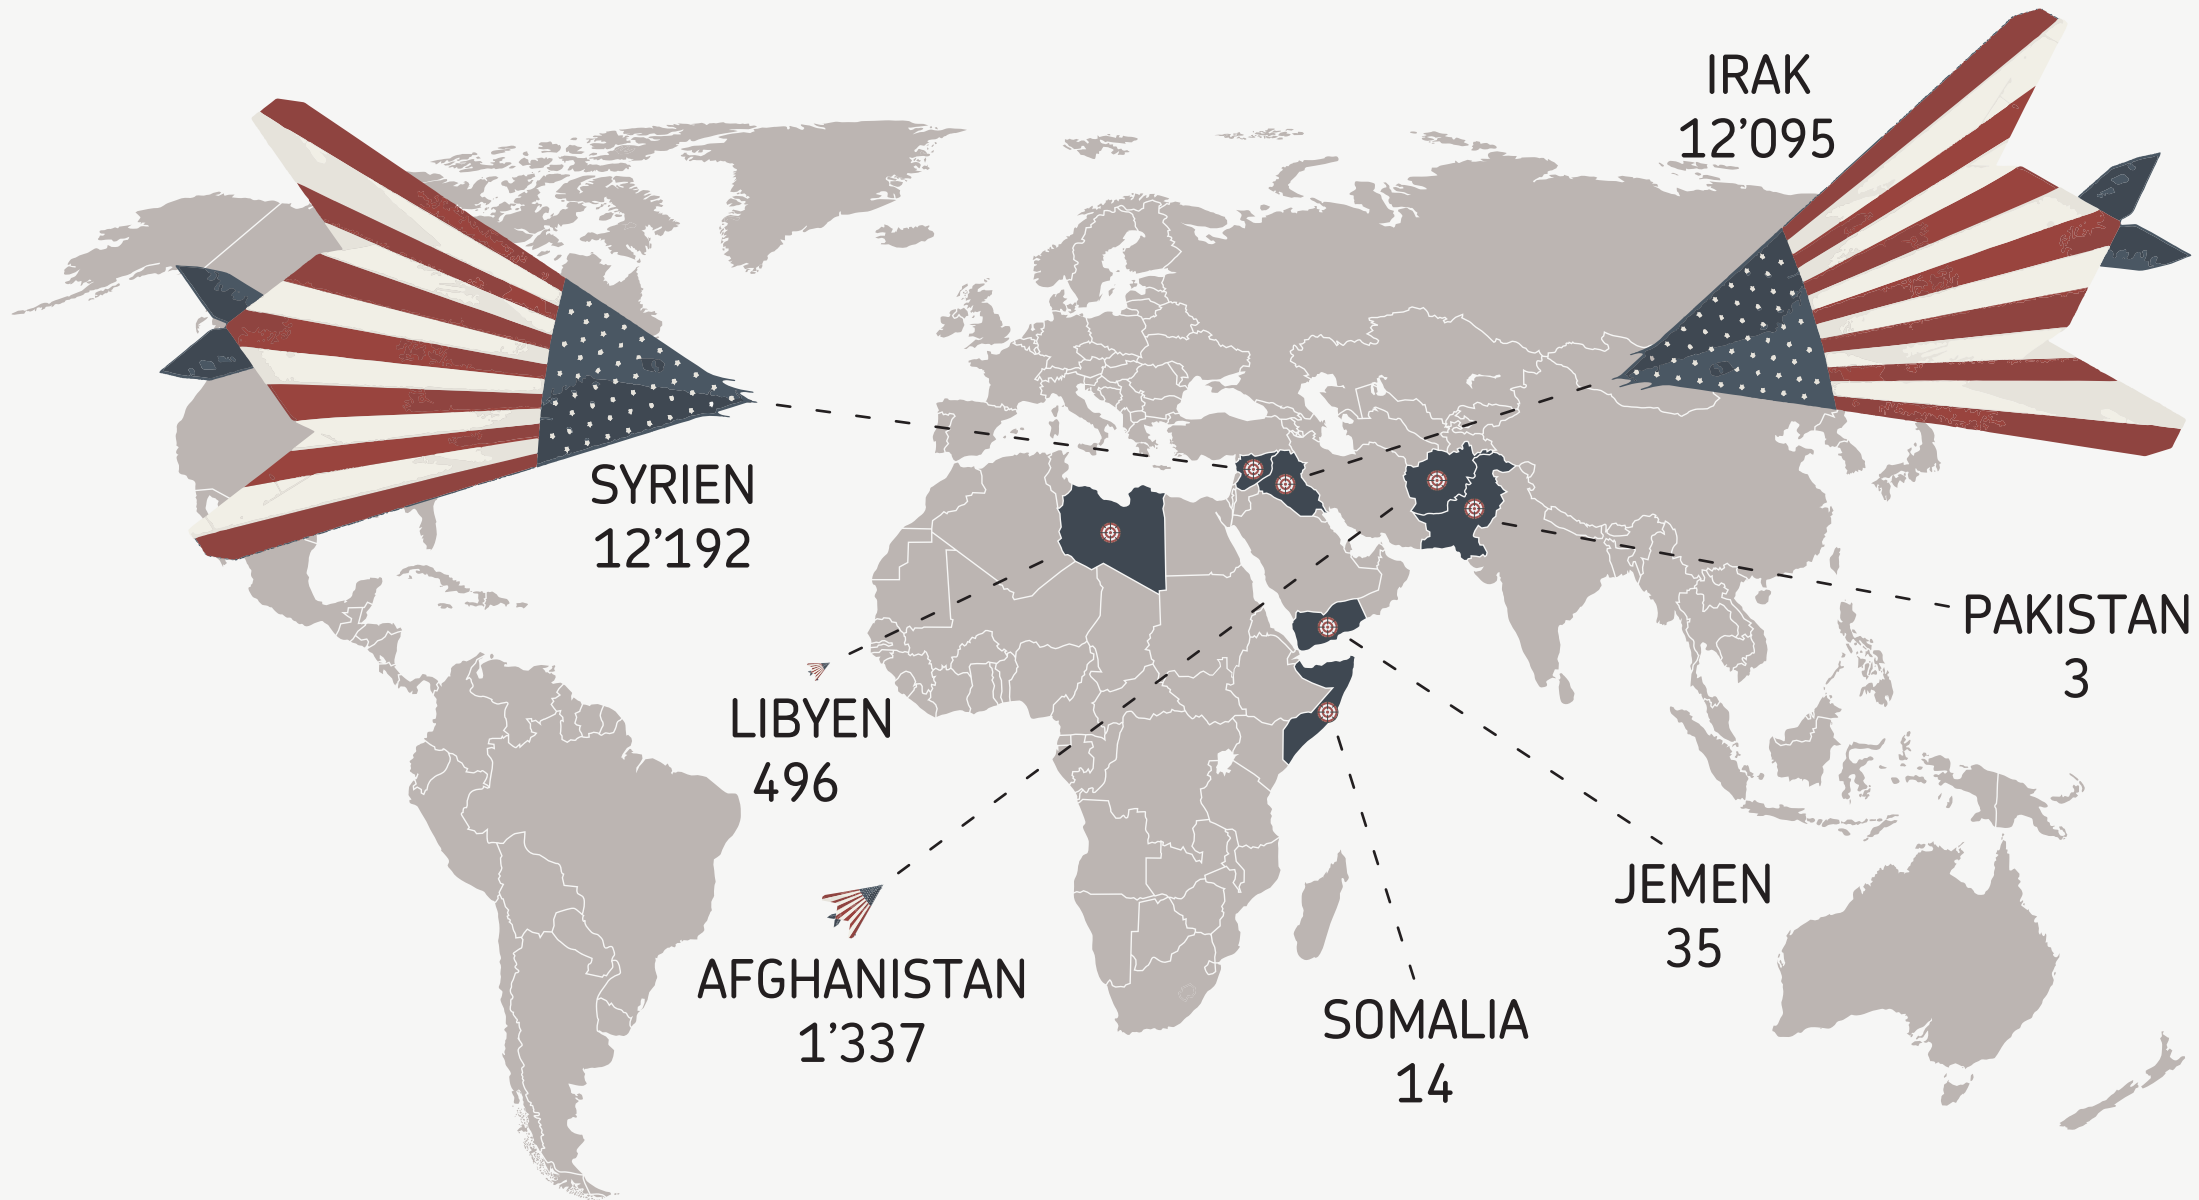 IRAK
12’095
SYRIEN
12’192
PAKISTAN
3
LIBYEN
496
JEMEN
35
AFGHANISTAN
1’337
SOMALIA
14